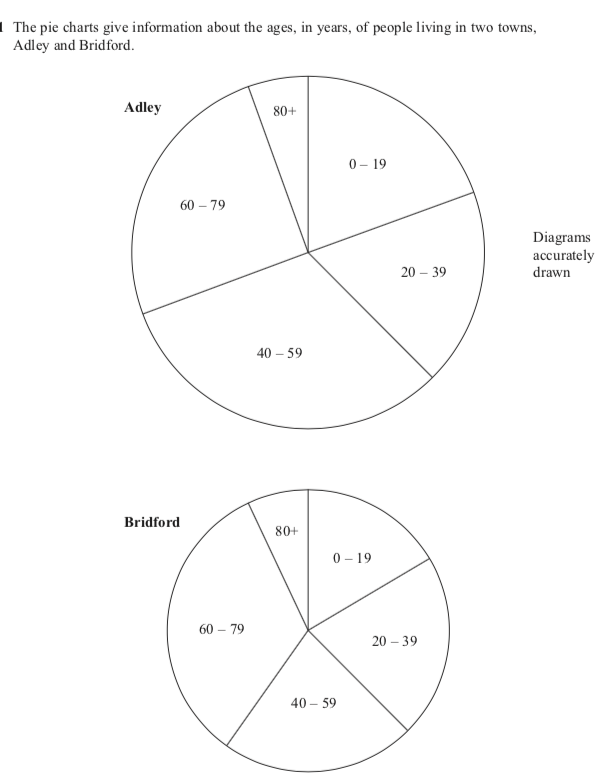 1 The pie charts give information about the ages, in years, of people living in two towns,
Adley and Bridford.
Adley
80+
0 – 19
60 – 79
20 – 39
40 – 59
Diagrams
accurately
drawn
Bridford
80+
0 – 19
60 – 79
20 – 39
40 – 59